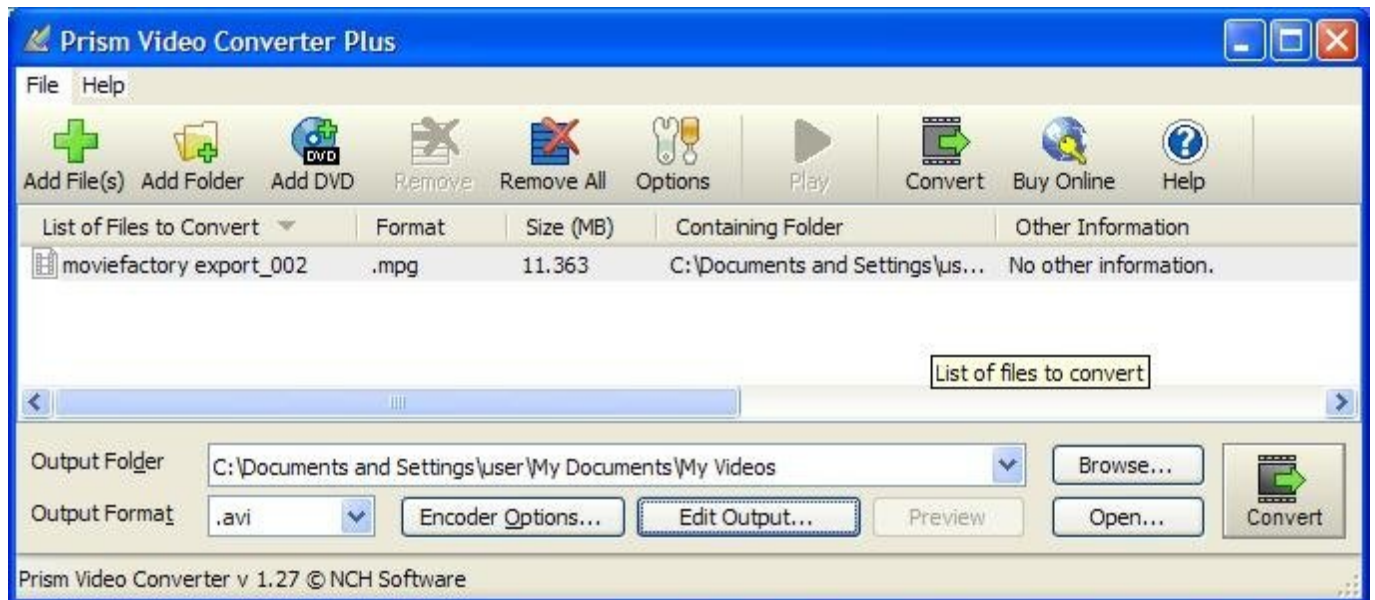 Prism Video Converter Plus
File Help
Add File(s) Add Folder Add DVD Remove Remove All Options Play Convert Buy Online Help
DVD
List of Files to Convert Format Size (MB) Containing Folder Other Information
moviefactory export_002 .mpg 11.363 C:\Documents and Settings\us... No other information.
List of files to convert
Output Folder C:\Documents and Settings\user\My Documents\My Videos Browse...
Output Format .avi Encoder Options... Edit Output... Preview Open... Convert
Prism Video Converter v 1.27 © NCH Software